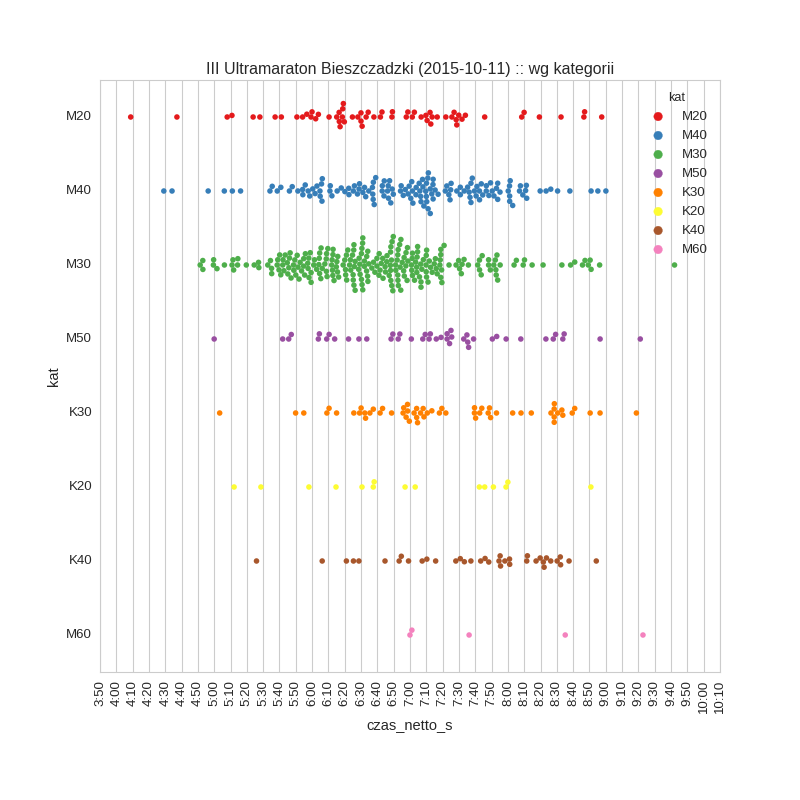 III Ultramaraton Bieszczadzki (2015-10-11) :: wg kategorii
kat
M20
M40
M30
M50
K30
K20
K40
M60
kat
M20
M40
M30
M50
K30
K20
K40
M60
3:50 4:00 4:10 4:20 4:30 4:40 4:50 5:00 5:10 5:20 5:30 5:40 5:50 6:00 6:10 6:20 6:30 6:40 6:50 7:00 7:10 7:20 7:30 7:40 7:50 8:00 8:10 8:20 8:30 8:40 8:50 9:00 9:10 9:20 9:30 9:40 9:50 10:00 10:10
czas_netto_s